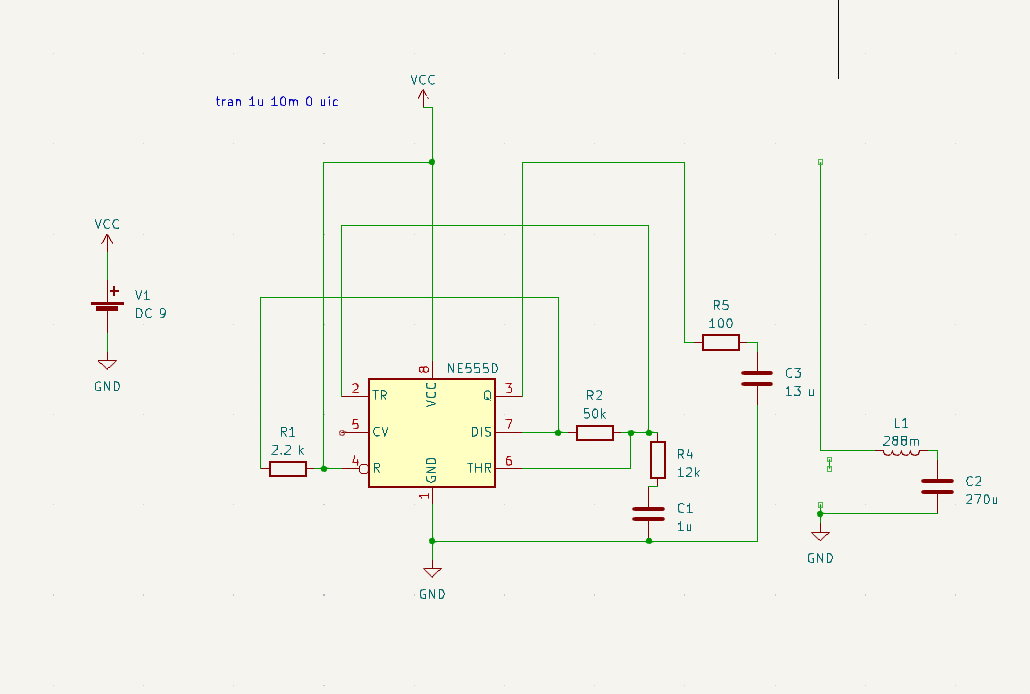 VCC
tran 1u 10m 0 uic
VCC
V1
DC 9
GND
R5
100
C3
13 u
NE555D
8
2
TR
VCC
Q
3
5
CV
DIS
7
4
R
GND
THR
6
1
R1
2.2 k
R2
50k
R4
12k
C1
1u
GND
L1
288m
C2
270u
GND